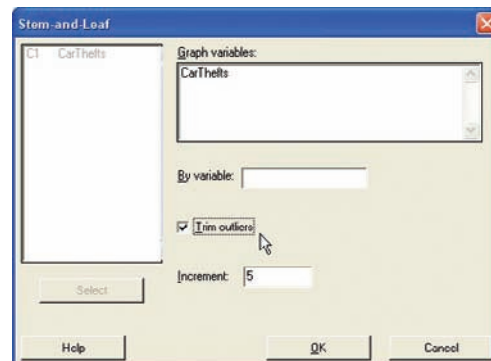 Stem-and-Leaf
C1 CarThefts
Graph variables:
CarThefts
By variable:
Trim outliers
Increment: 5
Select
Help
OK
Cancel